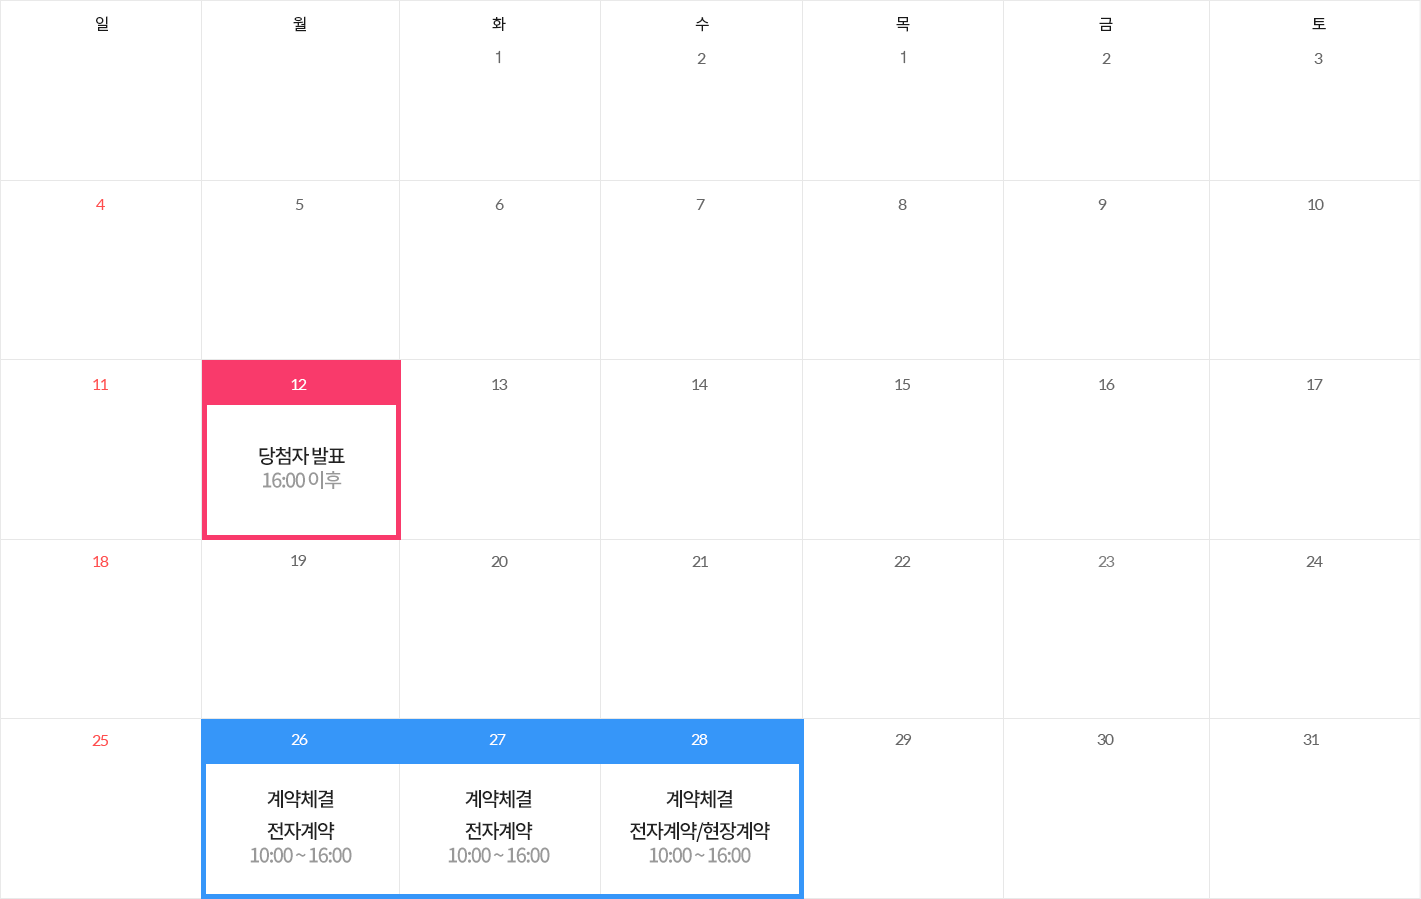 일 월 화 수 목 금 토
1 2 1 2 3
4 5 6 7 8 9 10
11 12 13 14 15 16 17
당첨자 발표
16:00 이후
18 19 20 21 22 23 24
25 26 27 28 29 30 31
계약체결 계약체결 계약체결
전자계약 전자계약 전자계약/현장계약
10:00 ~ 16:00 10:00 ~ 16:00 10:00 ~ 16:00